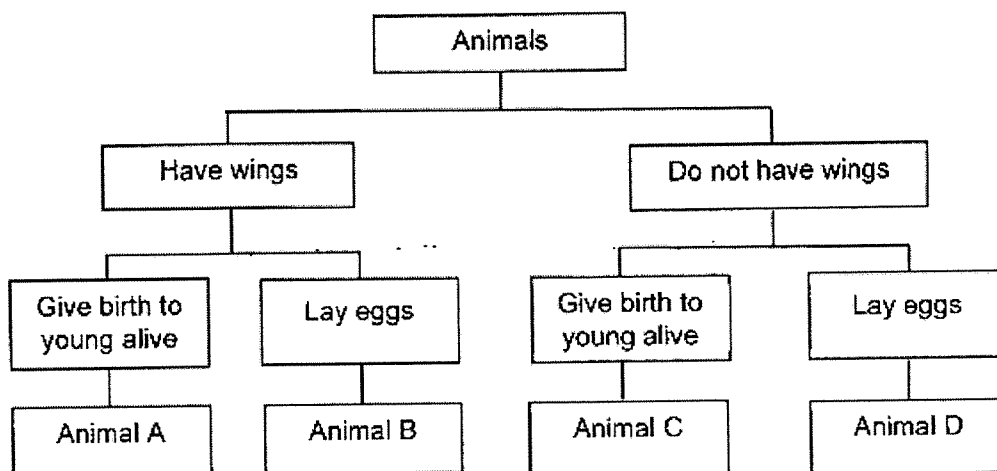 Animals
Have wings
Do not have wings
Give birth to
young alive
Lay eggs
Give birth to
young alive
Lay eggs
Animal A
Animal B
Animal C
Animal D